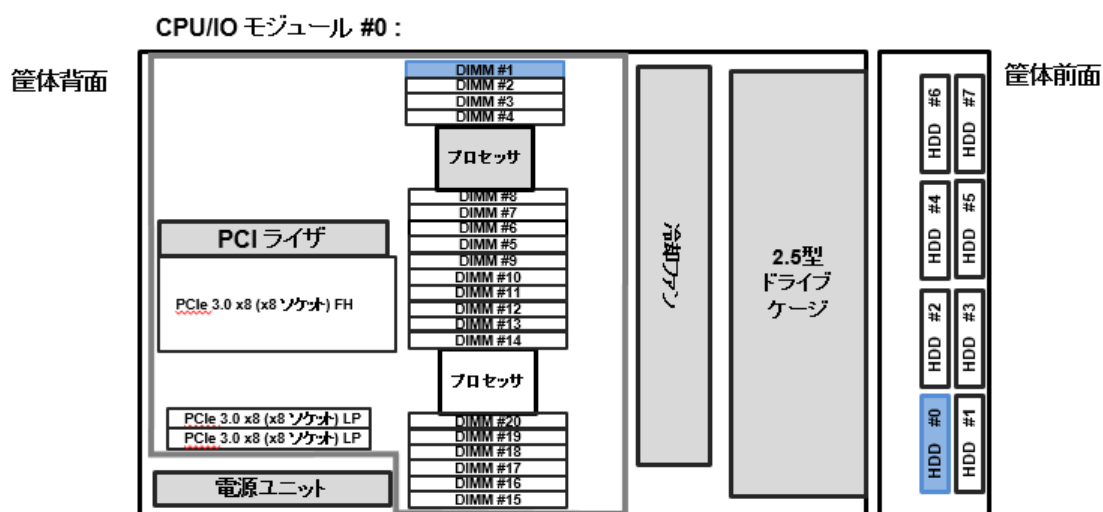 CPU/IO モジュール #0 :
筐体背面
筐体前面
DIMM #1
DIMM #2
DIMM #3
DIMM #4
プロセッサ
DIMM #8
DIMM #7
DIMM #6
DIMM #5
DIMM #9
DIMM #10
DIMM #11
DIMM #12
DIMM #13
DIMM #14
プロセッサ
DIMM #20
DIMM #19
DIMM #18
DIMM #17
DIMM #16
DIMM #15
PCI ライザ
PCIe 3.0 x8 (x8 ソケット) FH
PCIe 3.0 x8 (x8 ソケット) LP
PCIe 3.0 x8 (x8 ソケット) LP
電源ユニット
冷却ファン
2.5型
ドライブ
ケージ
HDD #6
HDD #7
HDD #4
HDD #5
HDD #2
HDD #3
HDD #0
HDD #1